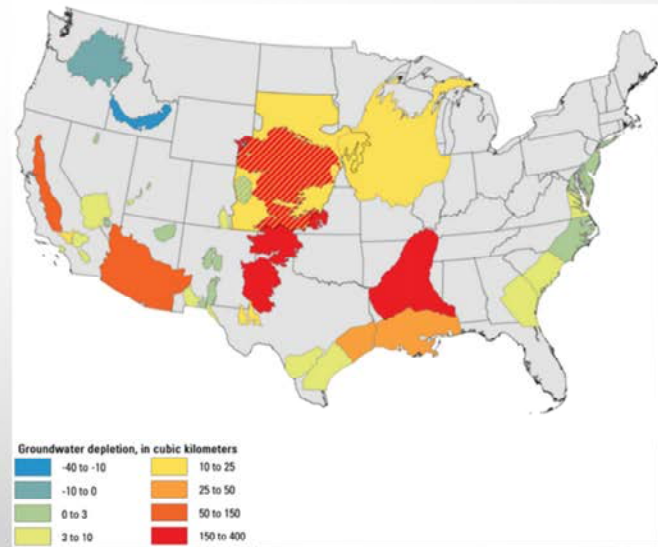 Groundwater depletion, in cubic kilometers
-40 to -10
-10 to 0
0 to 3
3 to 10
10 to 25
25 to 50
50 to 150
150 to 400